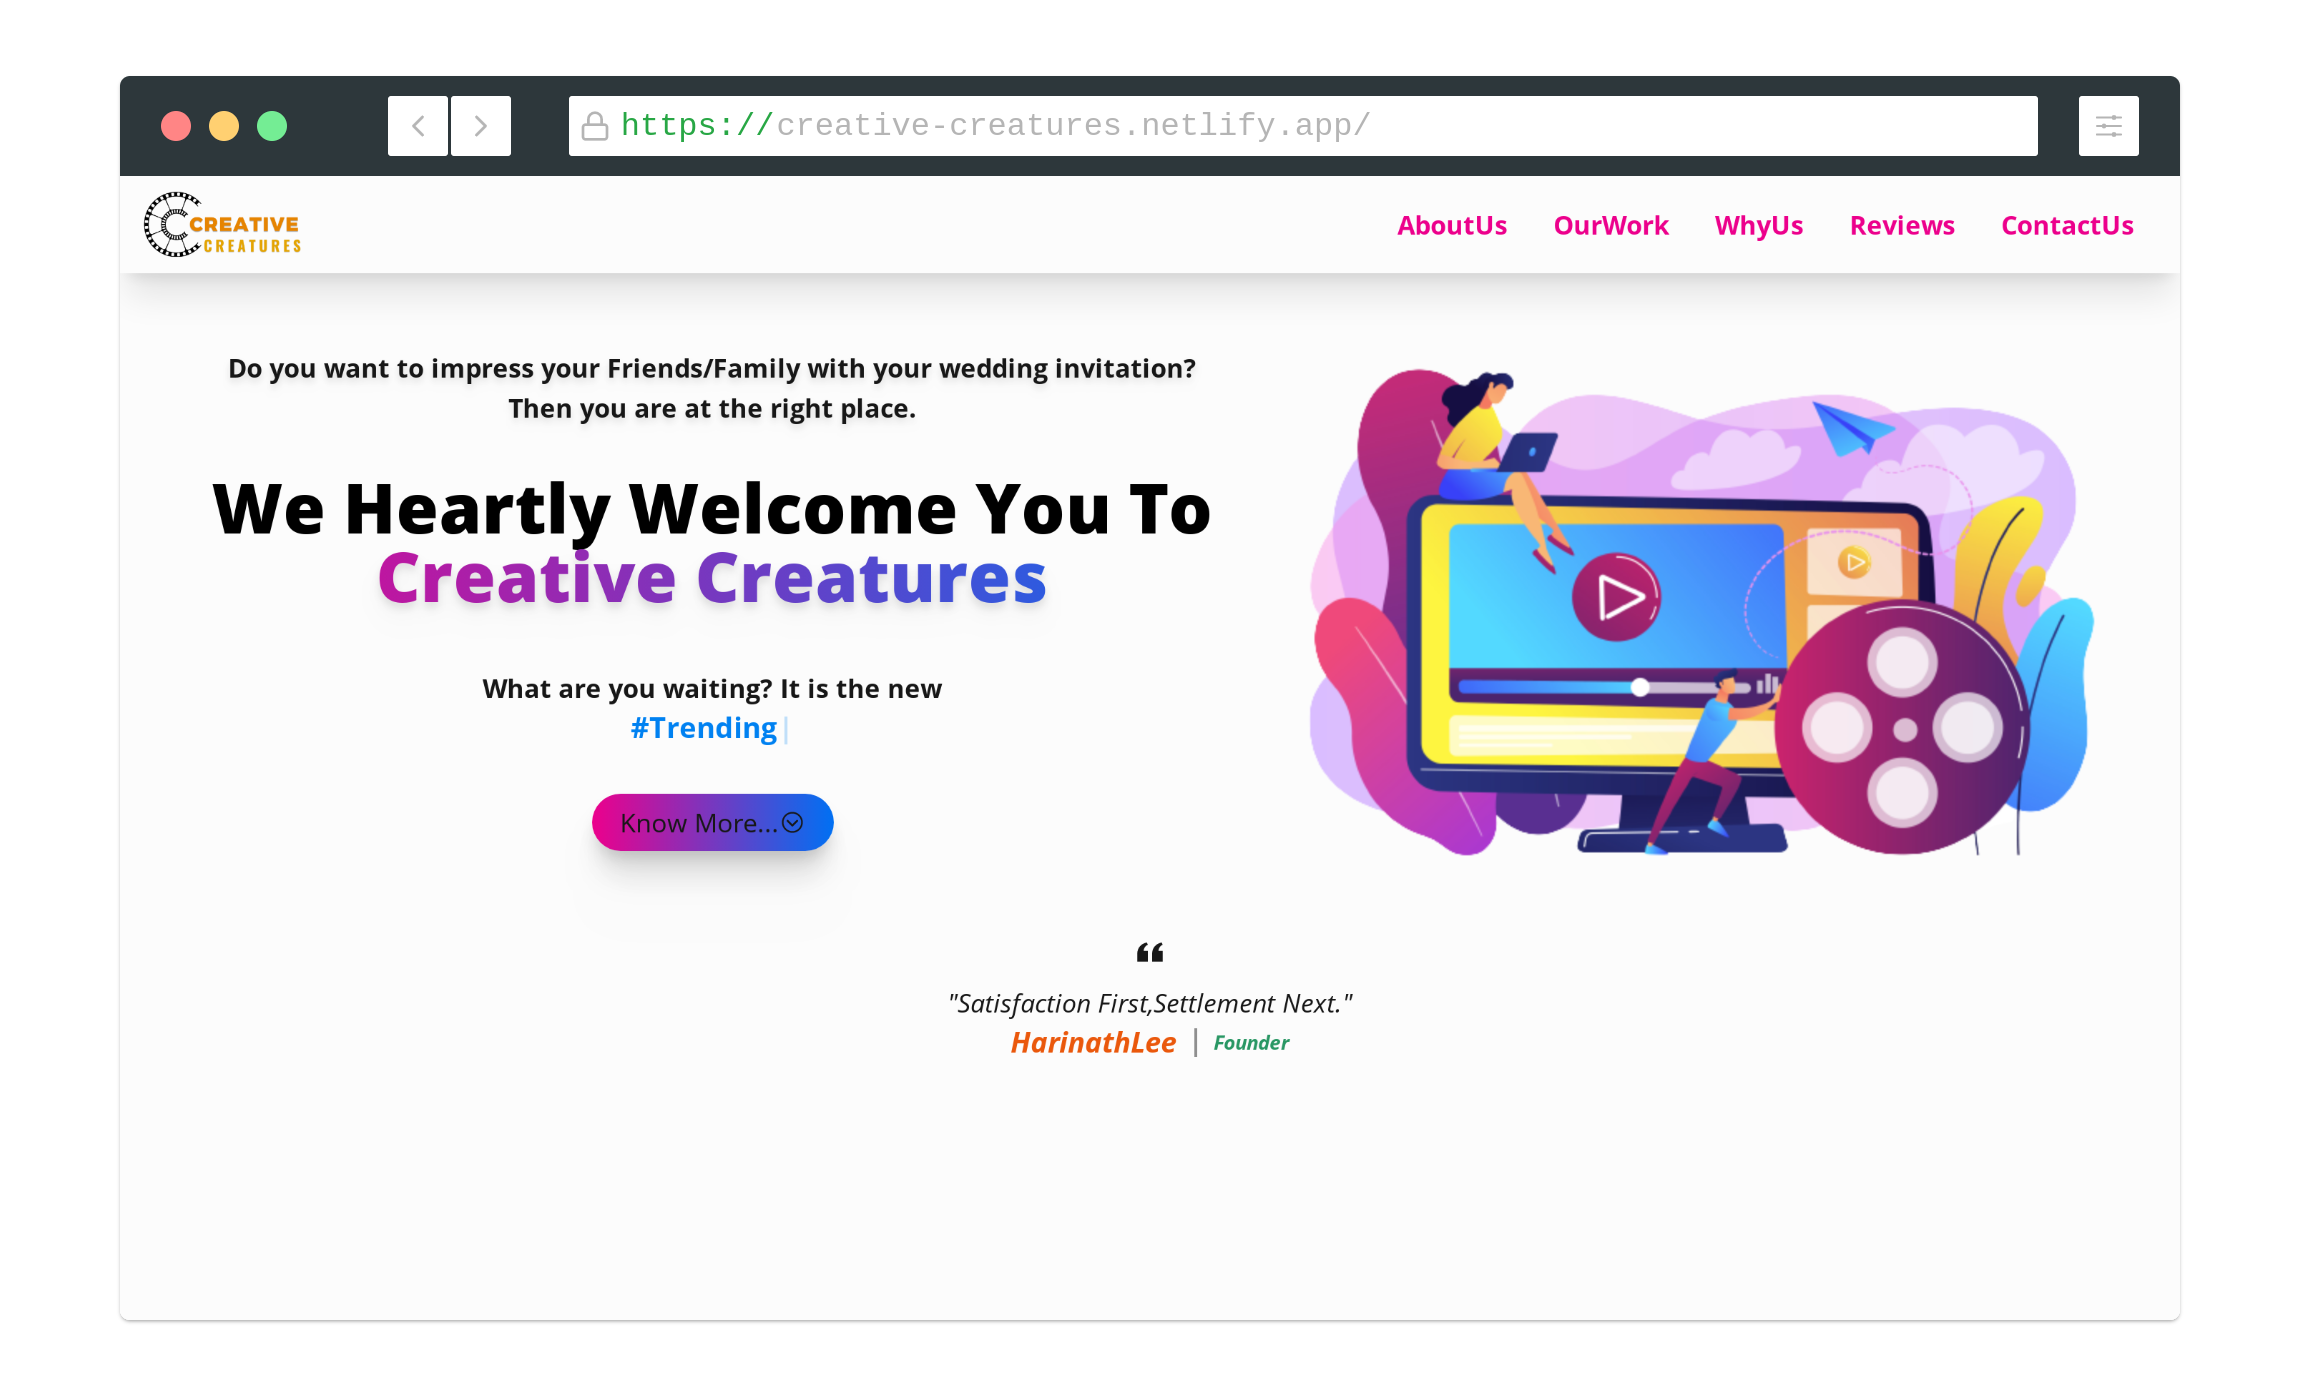 https://creative-creatures.netlify.app/
CREATIVE
CREATURES
AboutUs OurWork WhyUs Reviews ContactUs
Do you want to impress your Friends/Family with your wedding invitation?
Then you are at the right place.
We Heartly Welcome You To
Creative Creatures
What are you waiting? It is the new
#Trending
Know More...
"Satisfaction First,Settlement Next."
HarinathLee | Founder